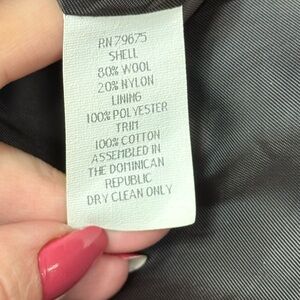 RN 79675
SHELL
80% WOOL
20% NYLON
LINING
100% POLYESTER
TRIM
100% COTTON
ASSEMBLED IN
THE DOMINICAN
REPUBLIC
DRY CLEAN ONLY